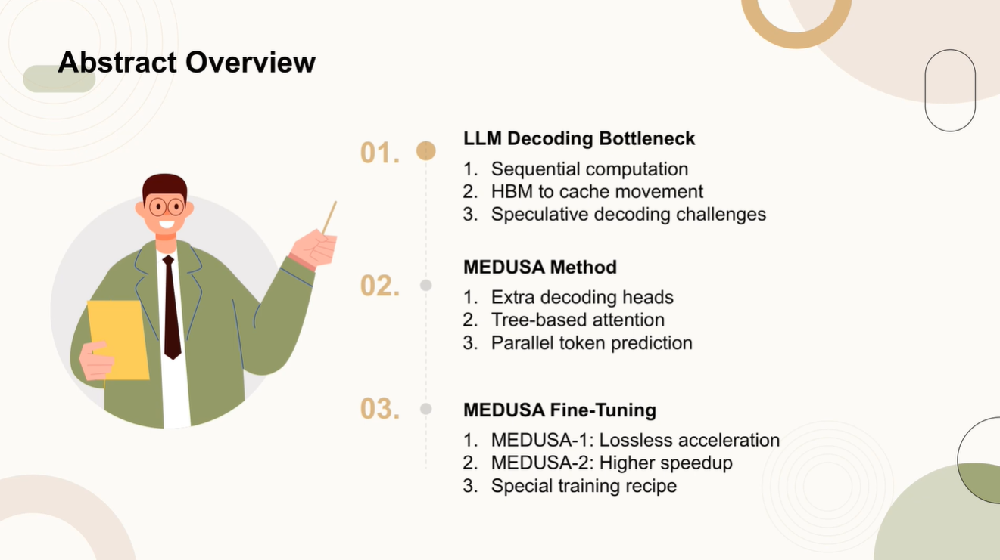 Abstract Overview
01.
LLM Decoding Bottleneck
1. Sequential computation
2. HBM to cache movement
3. Speculative decoding challenges
02.
MEDUSA Method
1. Extra decoding heads
2. Tree-based attention
3. Parallel token prediction
03.
MEDUSA Fine-Tuning
1. MEDUSA-1: Lossless acceleration
2. MEDUSA-2: Higher speedup
3. Special training recipe